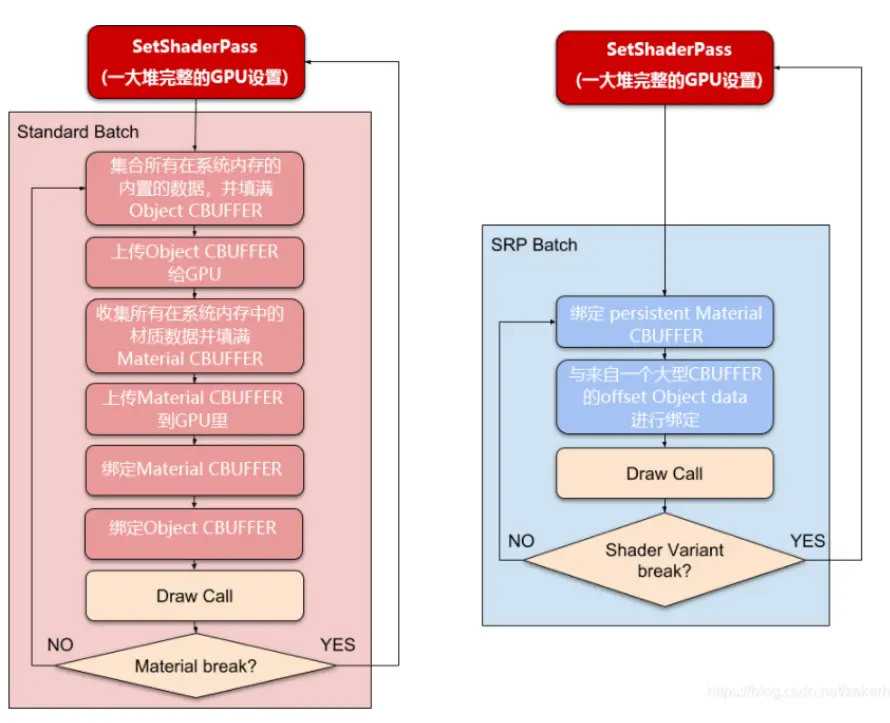 SetShaderPass
(一大堆完整的GPU设置)
Standard Batch
集合所有在系统内存的
内置的数据，并填满
Object CBUFFER
上传Object CBUFFER
给GPU
收集所有在系统内存中的
材质数据并填满
Material CBUFFER
上传Material CBUFFER
到GPU里
绑定Material CBUFFER
绑定Object CBUFFER
Draw Call
NO
YES
Material break?
SetShaderPass
(一大堆完整的GPU设置)
SRP Batch
绑定 persistent Material
CBUFFER
与来自一个大型CBUFFER
的offset Object data
进行绑定
Draw Call
NO
YES
Shader Variant
break?
https://blog.csdn.net/zakerh